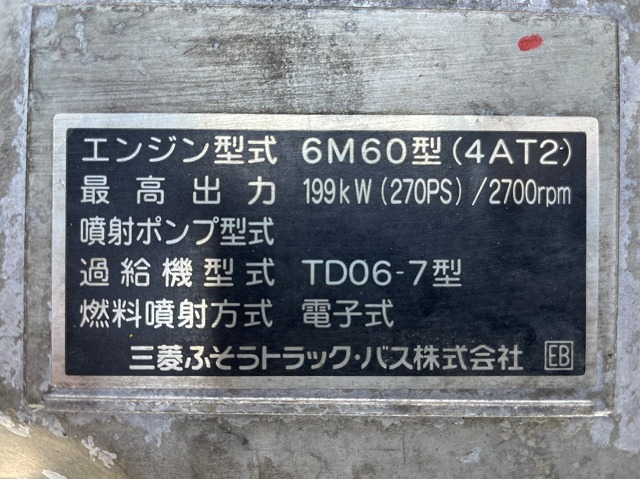 エンジン型式 6M60型(4AT2)
最高出力 199kW(270PS)/2700rpm
噴射ポンプ型式
過給機型式 TD06-7型
燃料噴射方式 電子式
三菱ふそうトラック・バス株式会社 EB